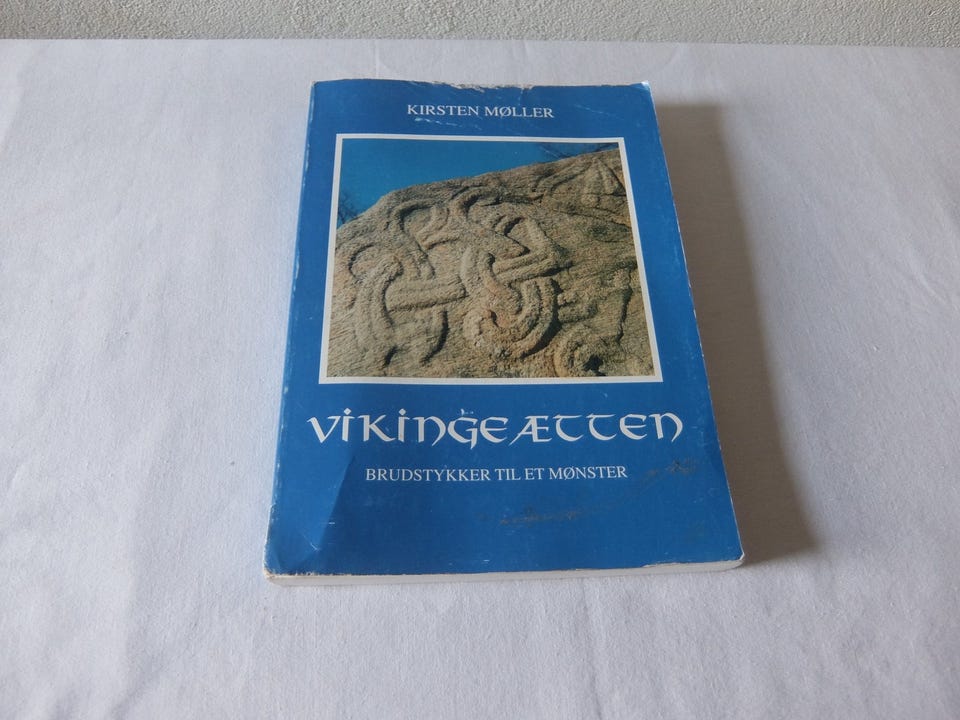 KIRSTEN MØLLER
VIKINGEÆTTEN
BRUDSTYKKER TIL ET MØNSTER